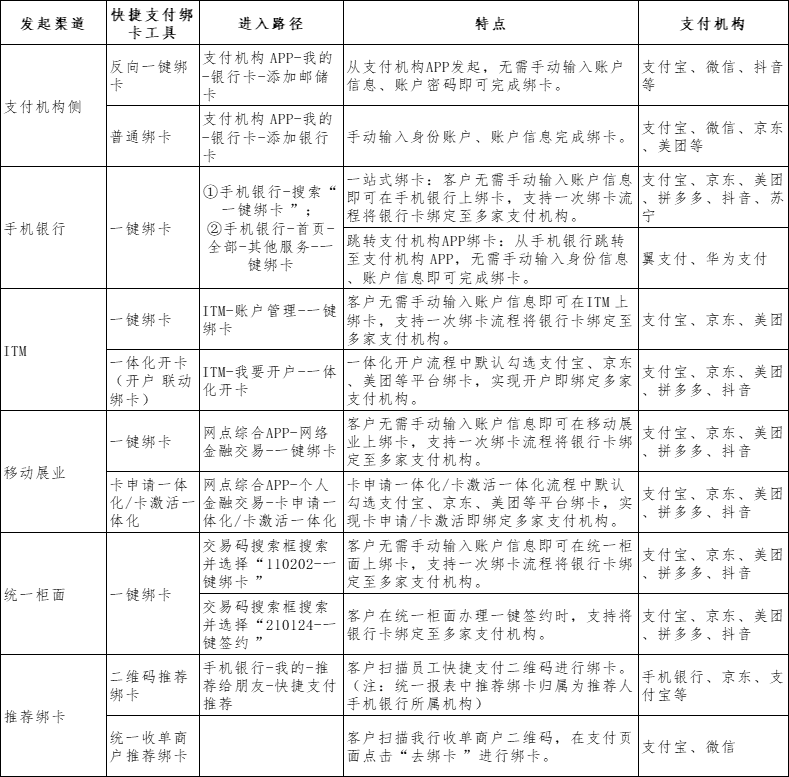 发起渠道
快捷支付绑
卡工具
进入路径
特点
支付机构
支付机构侧
反向一键绑
卡
支付机构 APP-我的
-银行卡-添加邮储
卡
从支付机构APP发起，无需手动输入账户
信息、账户密码即可完成绑卡。
支付宝、微信、抖音
等
普通绑卡
支付机构 APP-我的
-银行卡-添加银行
卡
手动输入身份账户、账户信息完成绑卡。
支付宝、微信、京东
、美团等
手机银行
一键绑卡
①手机银行-搜索“
一键绑卡”；
②手机银行-首页-
全部-其他服务-一
键绑卡
一站式绑卡：客户无需手动输入账户信息
即可在手机银行上绑卡，支持一次绑卡流
程将银行卡绑定至多家支付机构。
支付宝、京东、美团
、拼多多、抖音、苏
宁
跳转支付机构APP绑卡：从手机银行跳转
至支付机构 APP，无需手动输入身份信息
、账户信息即可完成绑卡。
翼支付、华为支付
ITM
一键绑卡
ITM-账户管理-一键
绑卡
客户无需手动输入账户信息即可在ITM上
绑卡，支持一次绑卡流程将银行卡绑定至
多家支付机构。
支付宝、京东、美团
一体化开卡
（开户 联动
绑卡）
ITM-我要开户-一体
化开卡
一体化开户流程中默认勾选支付宝、京东
、美团等平台绑卡，实现开户即绑定多家
支付机构。
支付宝、京东、美团
、拼多多、抖音
移动展业
一键绑卡
网点综合APP-网络
金融交易-一键绑卡
客户无需手动输入账户信息即可在移动展
业上绑卡，支持一次绑卡流程将银行卡绑
定至多家支付机构。
支付宝、京东、美团
、拼多多、抖音
卡申请一体
化/卡激活一
体化
网点综合APP-个人
金融交易-卡申请一
体化/卡激活一体化
卡申请一体化/卡激活一体化流程中默认
勾选支付宝、京东、美团等平台绑卡，实
现卡申请/卡激活即绑定多家支付机构。
支付宝、京东、美团
、拼多多、抖音
统一柜面
一键绑卡
交易码搜索框搜索
并选择“110202-一
键绑卡”
客户无需手动输入账户信息即可在统一柜
面上绑卡，支持一次绑卡流程将银行卡绑
定至多家支付机构。
支付宝、京东、美团
、拼多多、抖音
交易码搜索框搜索
并选择“210124-一
键签约”
客户在统一柜面办理一键签约时，支持将
银行卡绑定至多家支付机构。
支付宝、京东、美团
、拼多多、抖音
推荐绑卡
二维码推荐
绑卡
手机银行-我的-推
荐给朋友-快捷支付
推荐
客户扫描员工快捷支付二维码进行绑卡。
（注：统一报表中推荐绑卡归属为推荐人
手机银行所属机构）
手机银行、京东、支
付宝等
统一收单商
户推荐绑卡
客户扫描我行收单商户二维码，在支付页
面点击“去绑卡”进行绑卡。
支付宝、微信